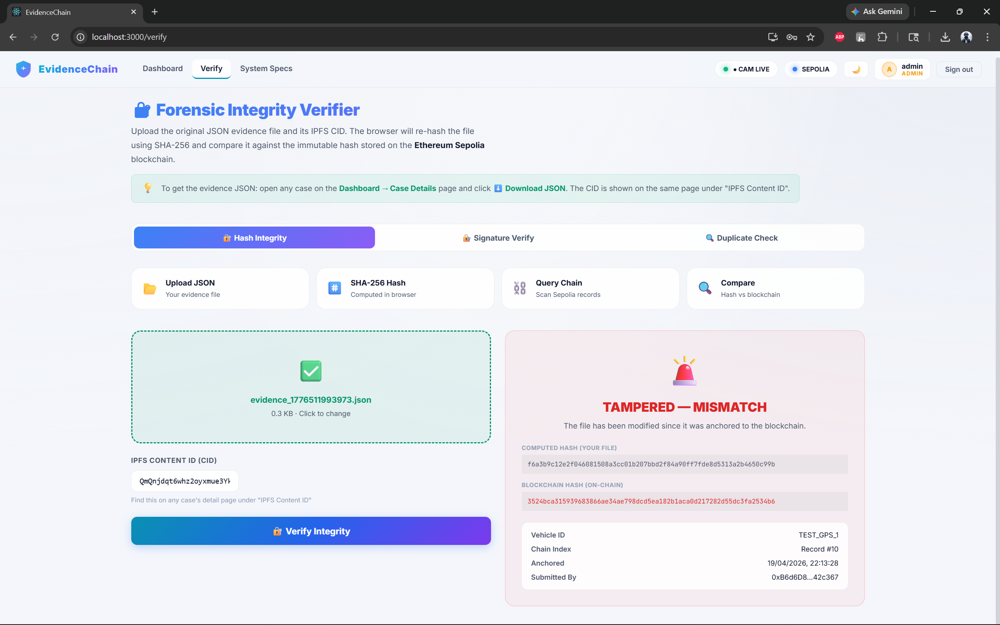 EvidenceChain
Ask Gemini
localhost:3000/verify
ABP
EvidenceChain
Dashboard
Verify
System Specs
● CAM LIVE
SEPOLIA
A
admin
ADMIN
Sign out
Forensic Integrity Verifier
Upload the original JSON evidence file and its IPFS CID. The browser will re-hash the file
using SHA-256 and compare it against the immutable hash stored on the Ethereum Sepolia
blockchain.
To get the evidence JSON: open any case on the Dashboard → Case Details page and click ⬇ Download JSON. The CID is shown on the same page under "IPFS Content ID".
Hash Integrity
Signature Verify
Duplicate Check
Upload JSON
Your evidence file
SHA-256 Hash
Computed in browser
Query Chain
Scan Sepolia records
Compare
Hash vs blockchain
evidence_1776511993973.json
0.3 KB · Click to change
IPFS CONTENT ID (CID)
QmQnjdqt6whz2oyxmue3Yk
Find this on any case's detail page under "IPFS Content ID"
Verify Integrity
TAMPERED — MISMATCH
The file has been modified since it was anchored to the blockchain.
COMPUTED HASH (YOUR FILE)
f6a3b9c12e2f046081508a3cc01b207bbd2f84a90ff7fde8d5313a2b4650c99b
BLOCKCHAIN HASH (ON-CHAIN)
3524bca315939683866ae34ae798dcd5ea182b1aca0d217282d55dc3fa2534b6
Vehicle ID
TEST_GPS_1
Chain Index
Record #10
Anchored
19/04/2026, 22:13:28
Submitted By
0xB6d6D8...42c367